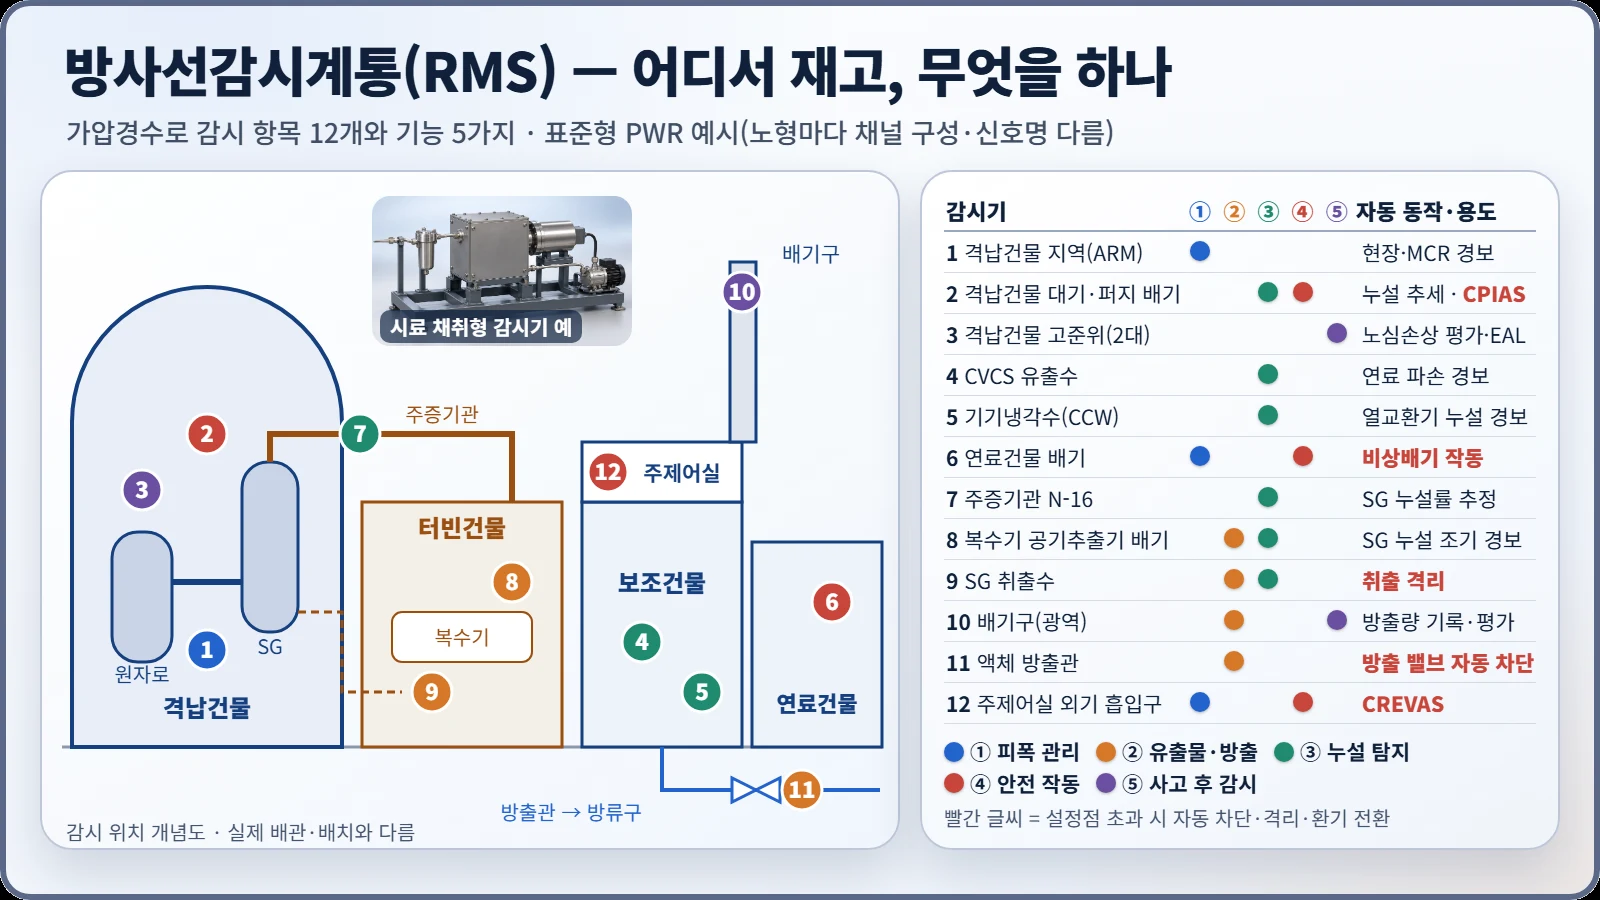 방사선감시계통(RMS) — 어디서 재고, 무엇을 하나
가압경수로 감시 항목 12개와 기능 5가지 · 표준형 PWR 예시(노형마다 채널 구성·신호명 다름)
시료 채취형 감시기 예
배기구
10
주증기관
2
7
3
12 주제어실
터빈건물
8
보조건물
6
복수기
4
1
SG
원자로
9
5
격납건물
연료건물
11
방출관 → 방류구
감시 위치 개념도 · 실제 배관·배치와 다름
감시기 ① ② ③ ④ ⑤ 자동 동작·용도
1 격납건물 지역(ARM) 현장·MCR 경보
2 격납건물 대기·퍼지 배기 누설 추세 · CPIAS
3 격납건물 고준위(2대) 노심손상 평가·EAL
4 CVCS 유출수 연료 파손 경보
5 기기냉각수(CCW) 열교환기 누설 경보
6 연료건물 배기 비상배기 작동
7 주증기관 N-16 SG 누설률 추정
8 복수기 공기추출기 배기 SG 누설 조기 경보
9 SG 취출수 취출 격리
10 배기구(광역) 방출량 기록·평가
11 액체 방출관 방출 밸브 자동 차단
12 주제어실 외기 흡입구 CREVAS
① 피폭 관리 ② 유출물·방출 ③ 누설 탐지
④ 안전 작동 ⑤ 사고 후 감시
빨간 글씨 = 설정점 초과 시 자동 차단·격리·환기 전환